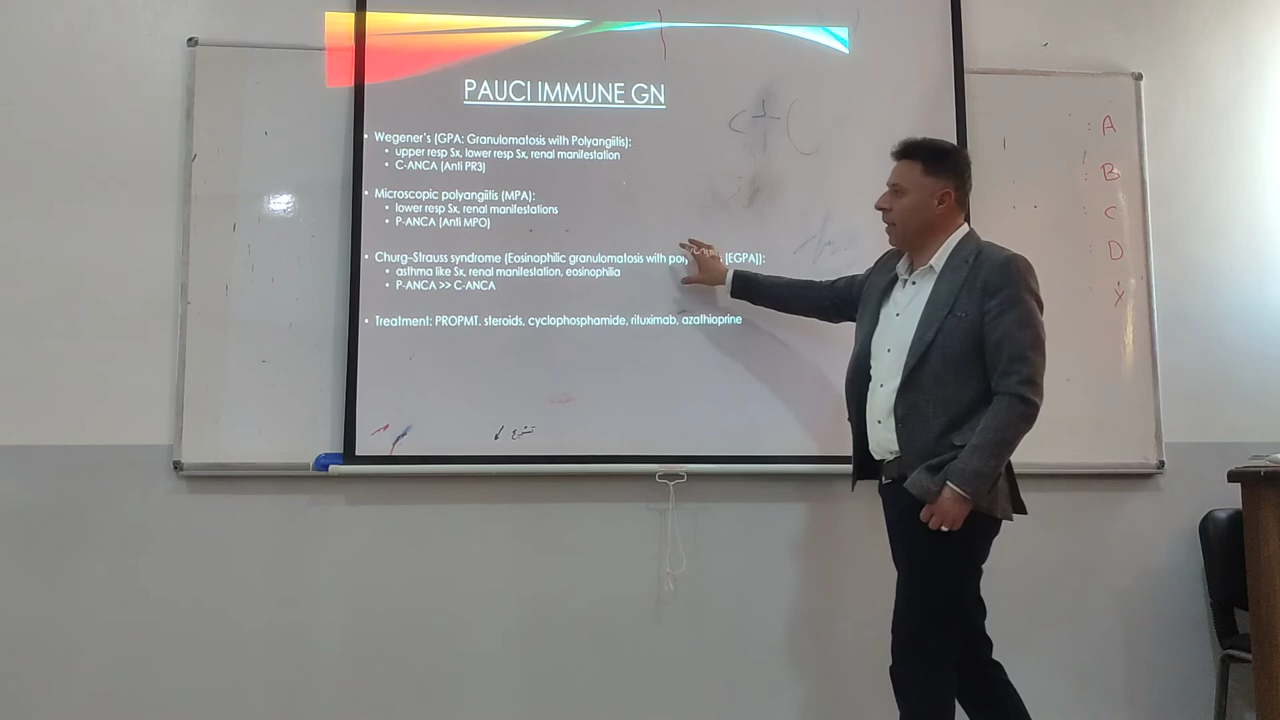 PAUCI IMMUNE GN
• Wegener's (GPA: Granulomatosis with Polyangiitis):
• upper resp Sx, lower resp Sx, renal manifestation
• C-ANCA (Anti PR3)
• Microscopic polyangiitis (MPA):
• lower resp Sx, renal manifestations
• P-ANCA (Anti MPO)
• Churg–Strauss syndrome (Eosinophilic granulomatosis with [EGPA]):
• asthma like Sx, renal manifestation, eosinophilia
• P-ANCA >> C-ANCA
• Treatment: PROPMT. steroids, cyclophosphamide, rituximab, azathioprine
: A
: B
: C
: D